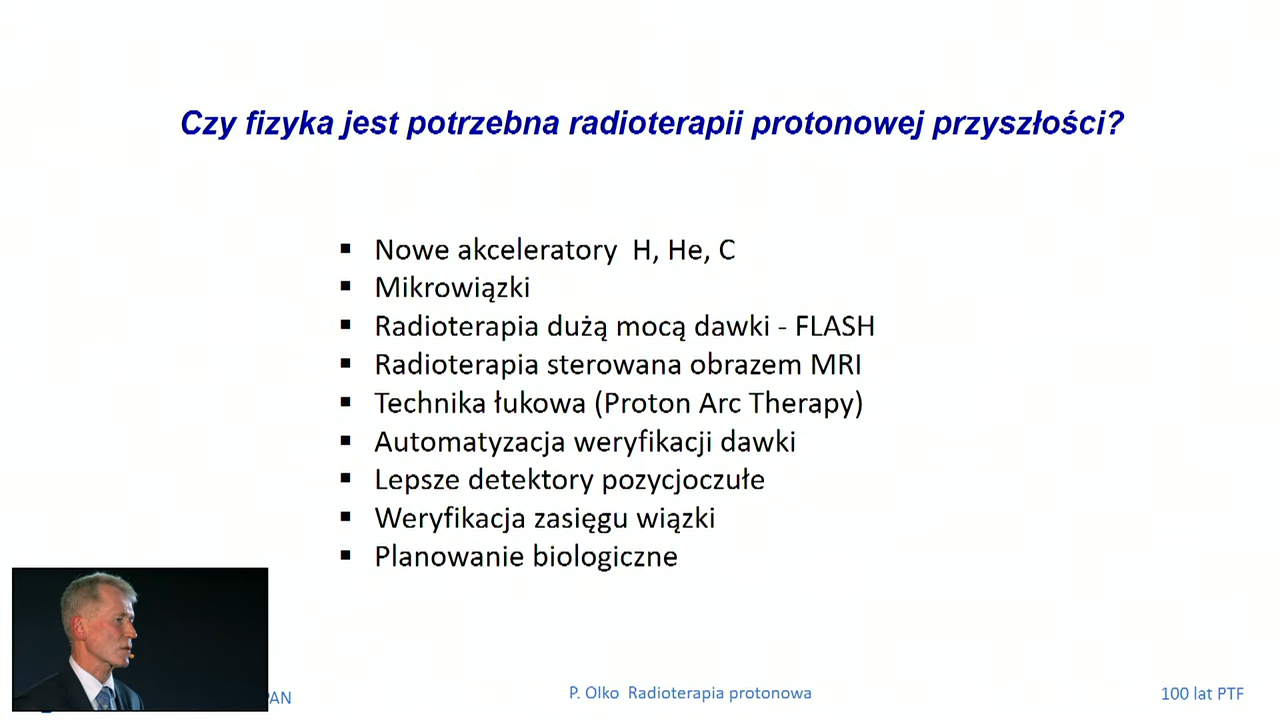 Czy fizyka jest potrzebna radioterapii protonowej przyszłości?
▪ Nowe akceleratory H, He, C
▪ Mikrowiązki
▪ Radioterapia dużą mocą dawki - FLASH
▪ Radioterapia sterowana obrazem MRI
▪ Technika łukowa (Proton Arc Therapy)
▪ Automatyzacja weryfikacji dawki
▪ Lepsze detektory pozycjoczułe
▪ Weryfikacja zasięgu wiązki
▪ Planowanie biologiczne
PAN
P. Olko Radioterapia protonowa
100 lat PTF